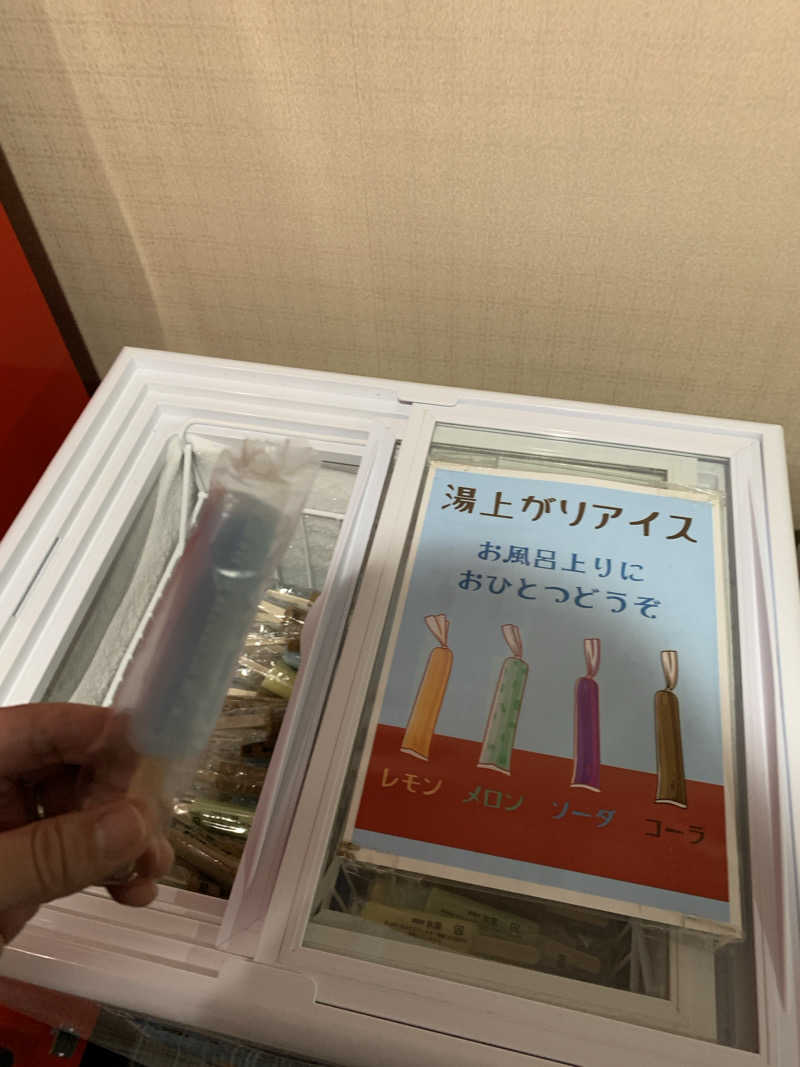 湯上がりアイス
お風呂上りに
おひとつどうぞ
レモン
メロン
ソーダ
コーラ